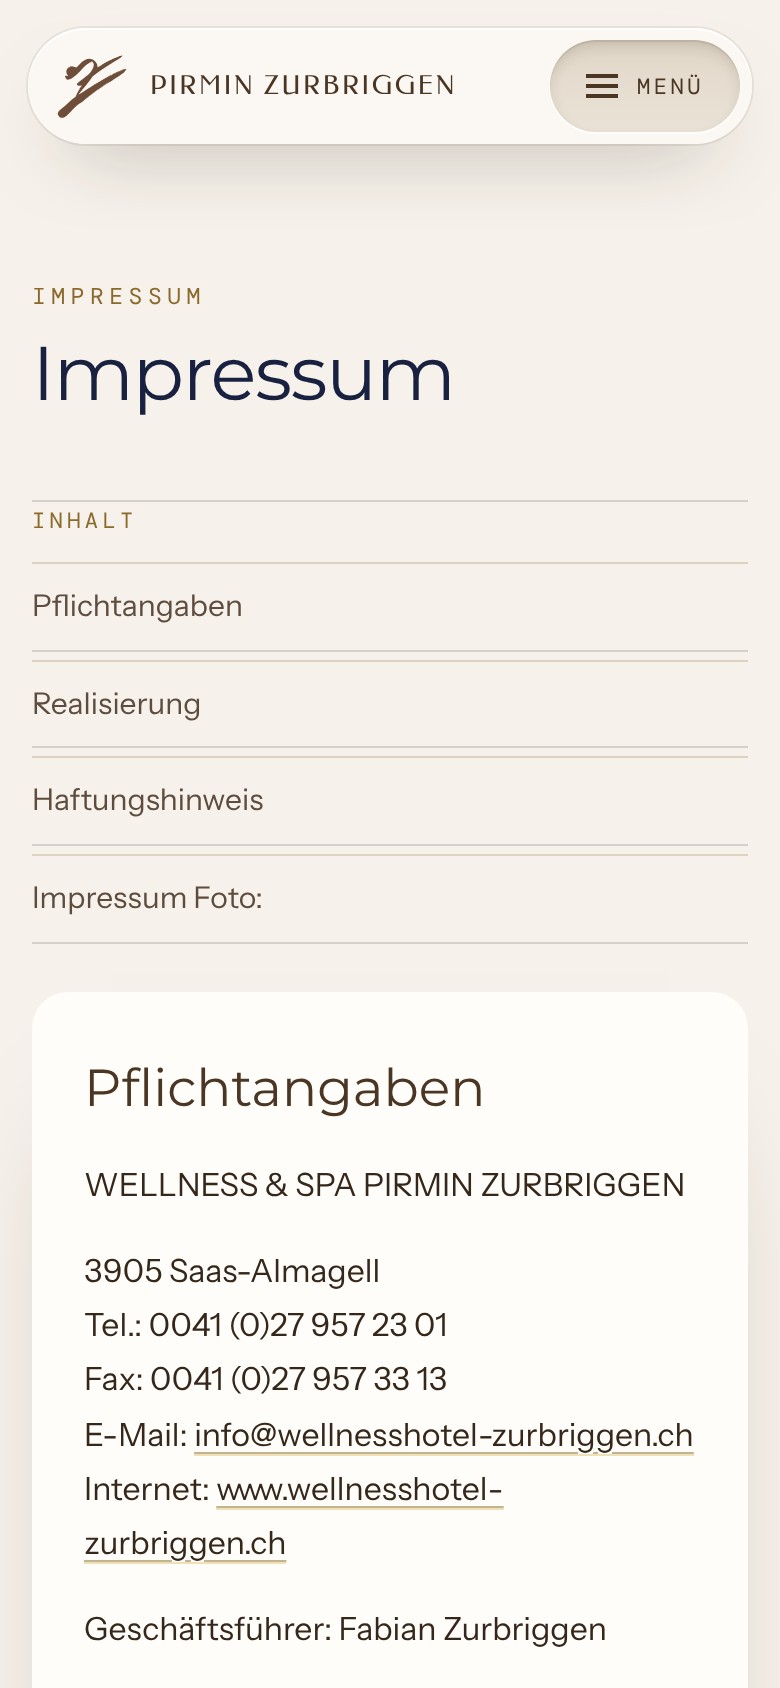 PIRMIN ZURBRIGGEN
MENÜ
IMPRESSUM
Impressum
INHALT
Pflichtangaben
Realisierung
Haftungshinweis
Impressum Foto:
Pflichtangaben
WELLNESS & SPA PIRMIN ZURBRIGGEN
3905 Saas-Almagell
Tel.: 0041 (0)27 957 23 01
Fax: 0041 (0)27 957 33 13
E-Mail: info@wellnesshotel-zurbriggen.ch
Internet: www.wellnesshotel-
zurbriggen.ch
Geschäftsführer: Fabian Zurbriggen